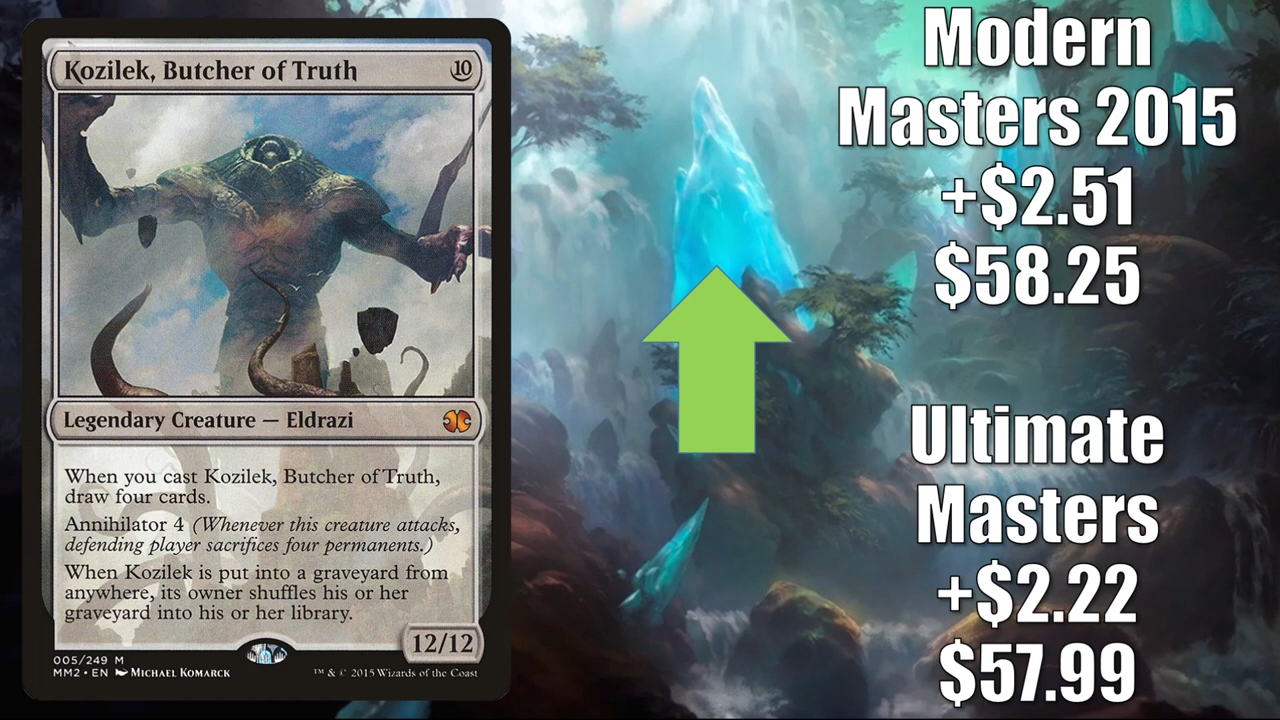 Kozilek, Butcher of Truth
10
Legendary Creature — Eldrazi
When you cast Kozilek, Butcher of Truth,
draw four cards.
Annihilator 4 (Whenever this creature attacks,
defending player sacrifices four permanents.)
When Kozilek is put into a graveyard from
anywhere, its owner shuffles his or her
graveyard into his or her library.
12/12
005/249 M
MM2 • EN Michael Komarck
™ & © 2015 Wizards of the Coast
Modern
Masters 2015
+$2.51
$58.25
Ultimate
Masters
+$2.22
$57.99